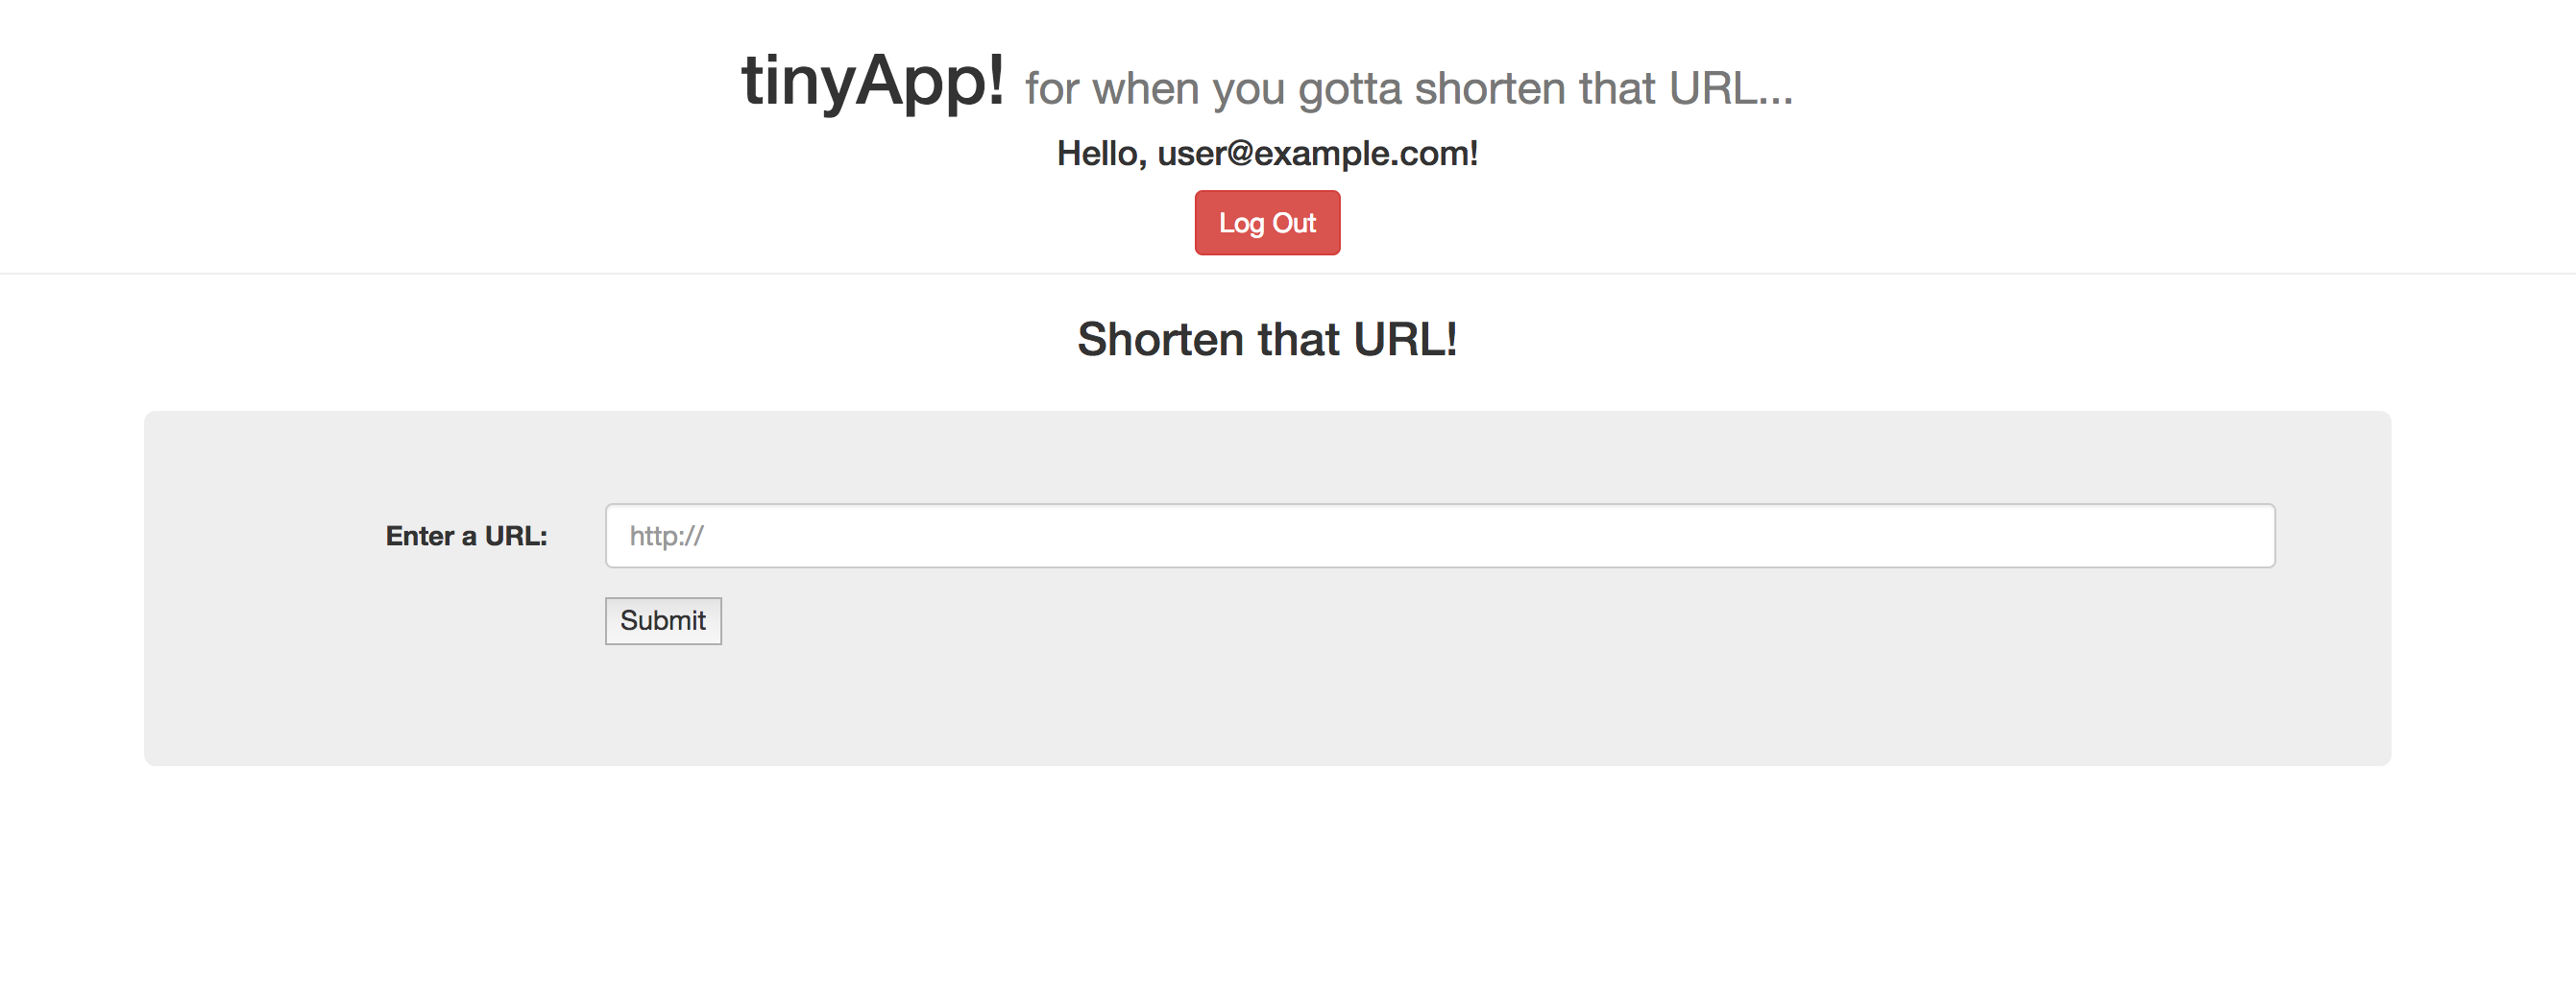 tinyApp! for when you gotta shorten that URL...
Hello, user@example.com!
Log Out
Shorten that URL!
Enter a URL: http://
Submit